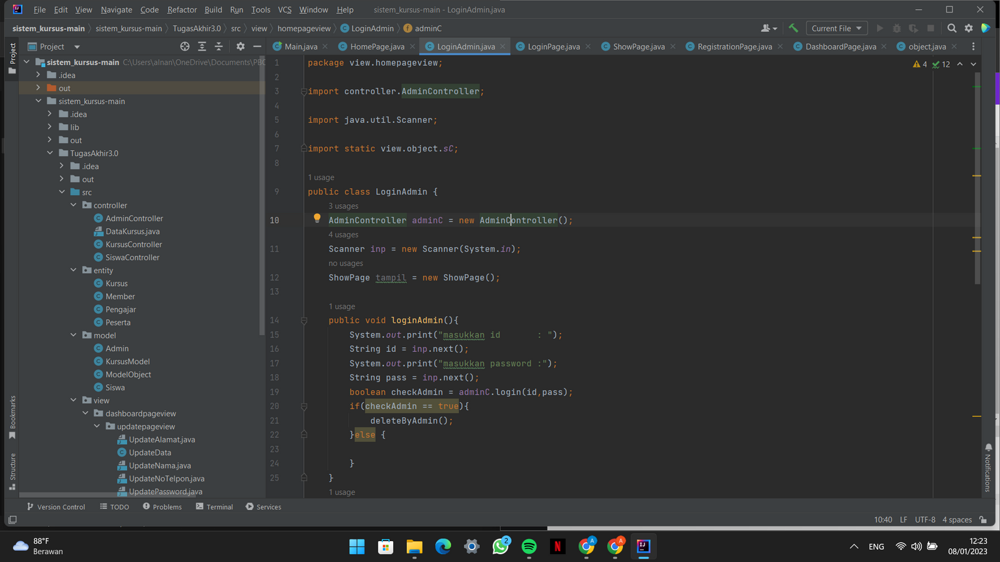 File Edit View Navigate Code Refactor Build Run Tools VCS Window Help sistem_kursus-main - LoginAdmin.java
sistem_kursus-main sistem_kursus-main TugasAkhir3.0 src view homepageview LoginAdmin adminC Current File
Project Main.java HomePage.java LoginAdmin.java LoginPage.java ShowPage.java RegistrationPage.java DashboardPage.java object.java
Project
sistem_kursus-main C:\Users\alnan\OneDrive\Documents\PBO
.idea
out
sistem_kursus-main
.idea
lib
out
TugasAkhir3.0
.idea
out
src
controller
AdminController
DataKursus.java
KursusController
SiswaController
entity
Kursus
Member
Pengajar
Peserta
model
Admin
KursusModel
ModelObject
Siswa
view
dashboardpageview
updatepageview
UpdateAlamat.java
UpdateData
UpdateNama.java
UpdateNoTelpon.java
UpdatePassword.java
Bookmarks
Structure
1 package view.homepageview;
4 12
2
3 import controller.AdminController;
4
5 import java.util.Scanner;
6
7 import static view.object.sC;
8
1 usage
9 public class LoginAdmin {
3 usages
10 AdminController adminC = new AdminController();
4 usages
11 Scanner inp = new Scanner(System.in);
no usages
12 ShowPage tampil = new ShowPage();
13
1 usage
14 public void loginAdmin(){
15 System.out.print("masukkan id       : ");
16 String id = inp.next();
17 System.out.print("masukkan password :");
18 String pass = inp.next();
19 boolean checkAdmin = adminC.login(id,pass);
20 if(checkAdmin == true){
21 deleteByAdmin();
22 }else {
23
24 }
25 }
1 usage
Notifications
Version Control TODO Problems Terminal Services
10:40 LF UTF-8 4 spaces
88°F
Berawan
2
A
A
ENG
12:23
08/01/2023